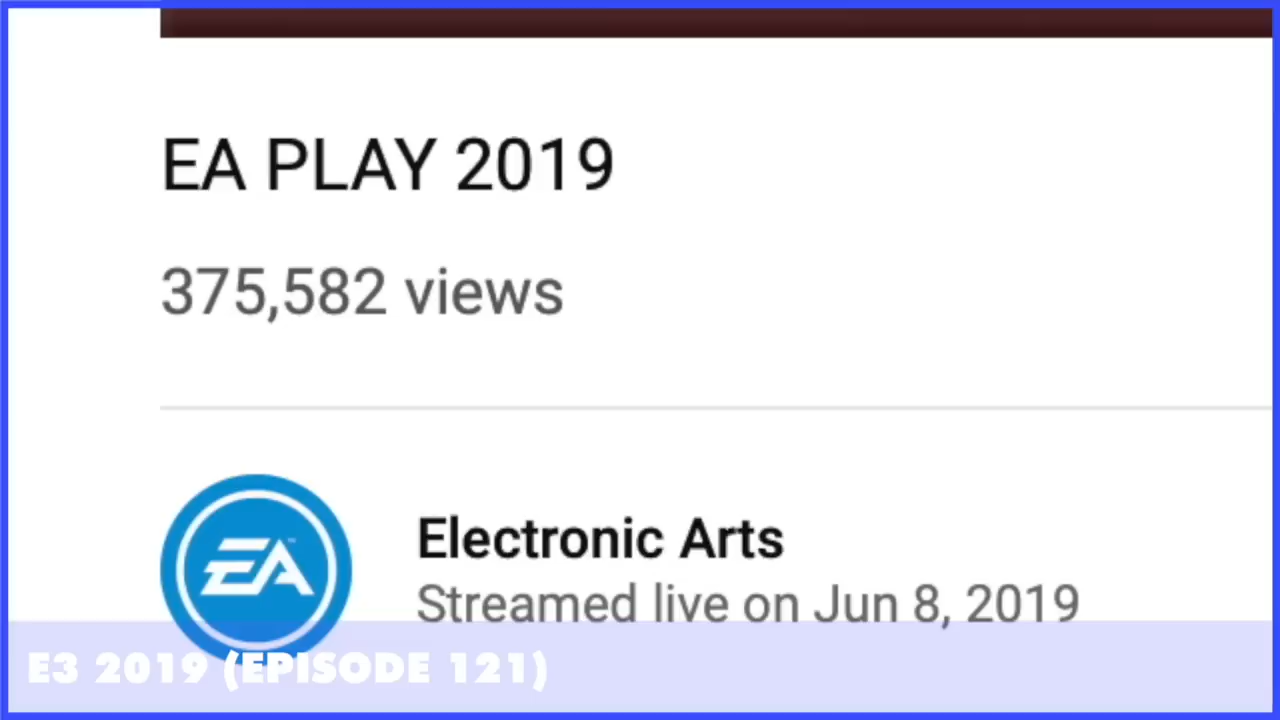 EA PLAY 2019
375,582 views
EA
Electronic Arts
Streamed live on Jun 8, 2019
E3 2019 (EPISODE 121)